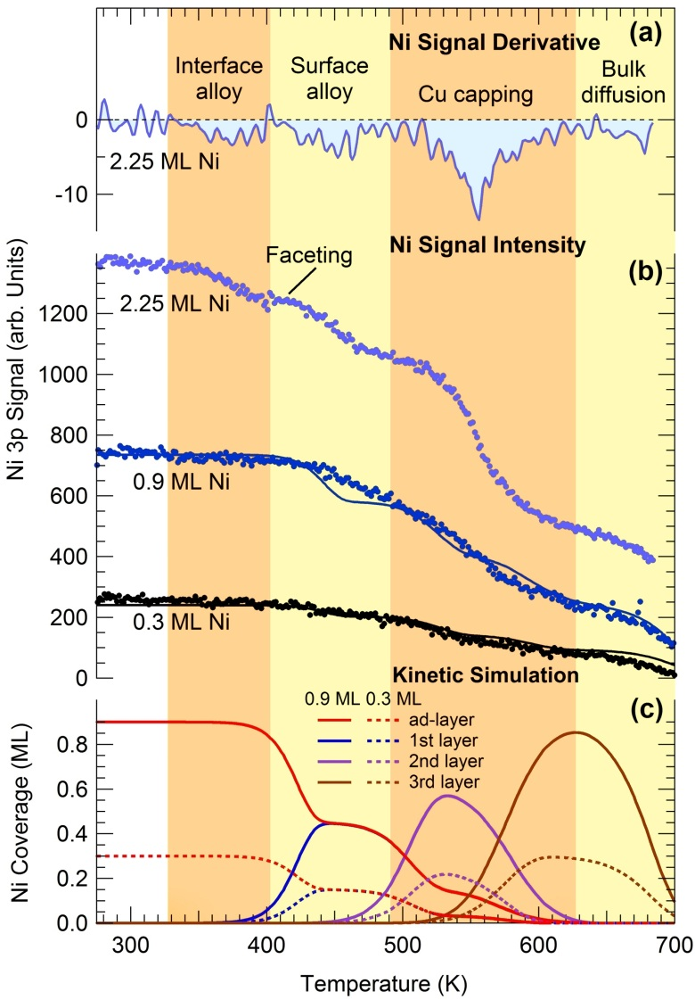 (a)
Ni Signal Derivative
Interface
alloy
Surface
alloy
Cu capping
Bulk
diffusion
0
-10
2.25 ML Ni
Ni Signal Intensity
(b)
Faceting
2.25 ML Ni
0.9 ML Ni
0.3 ML Ni
Ni 3p Signal (arb. Units)
1200
1000
800
600
400
200
0
Kinetic Simulation
(c)
0.9 ML 0.3 ML
ad-layer
1st layer
2nd layer
3rd layer
Ni Coverage (ML)
0.8
0.6
0.4
0.2
0.0
300 400 500 600 700
Temperature (K)